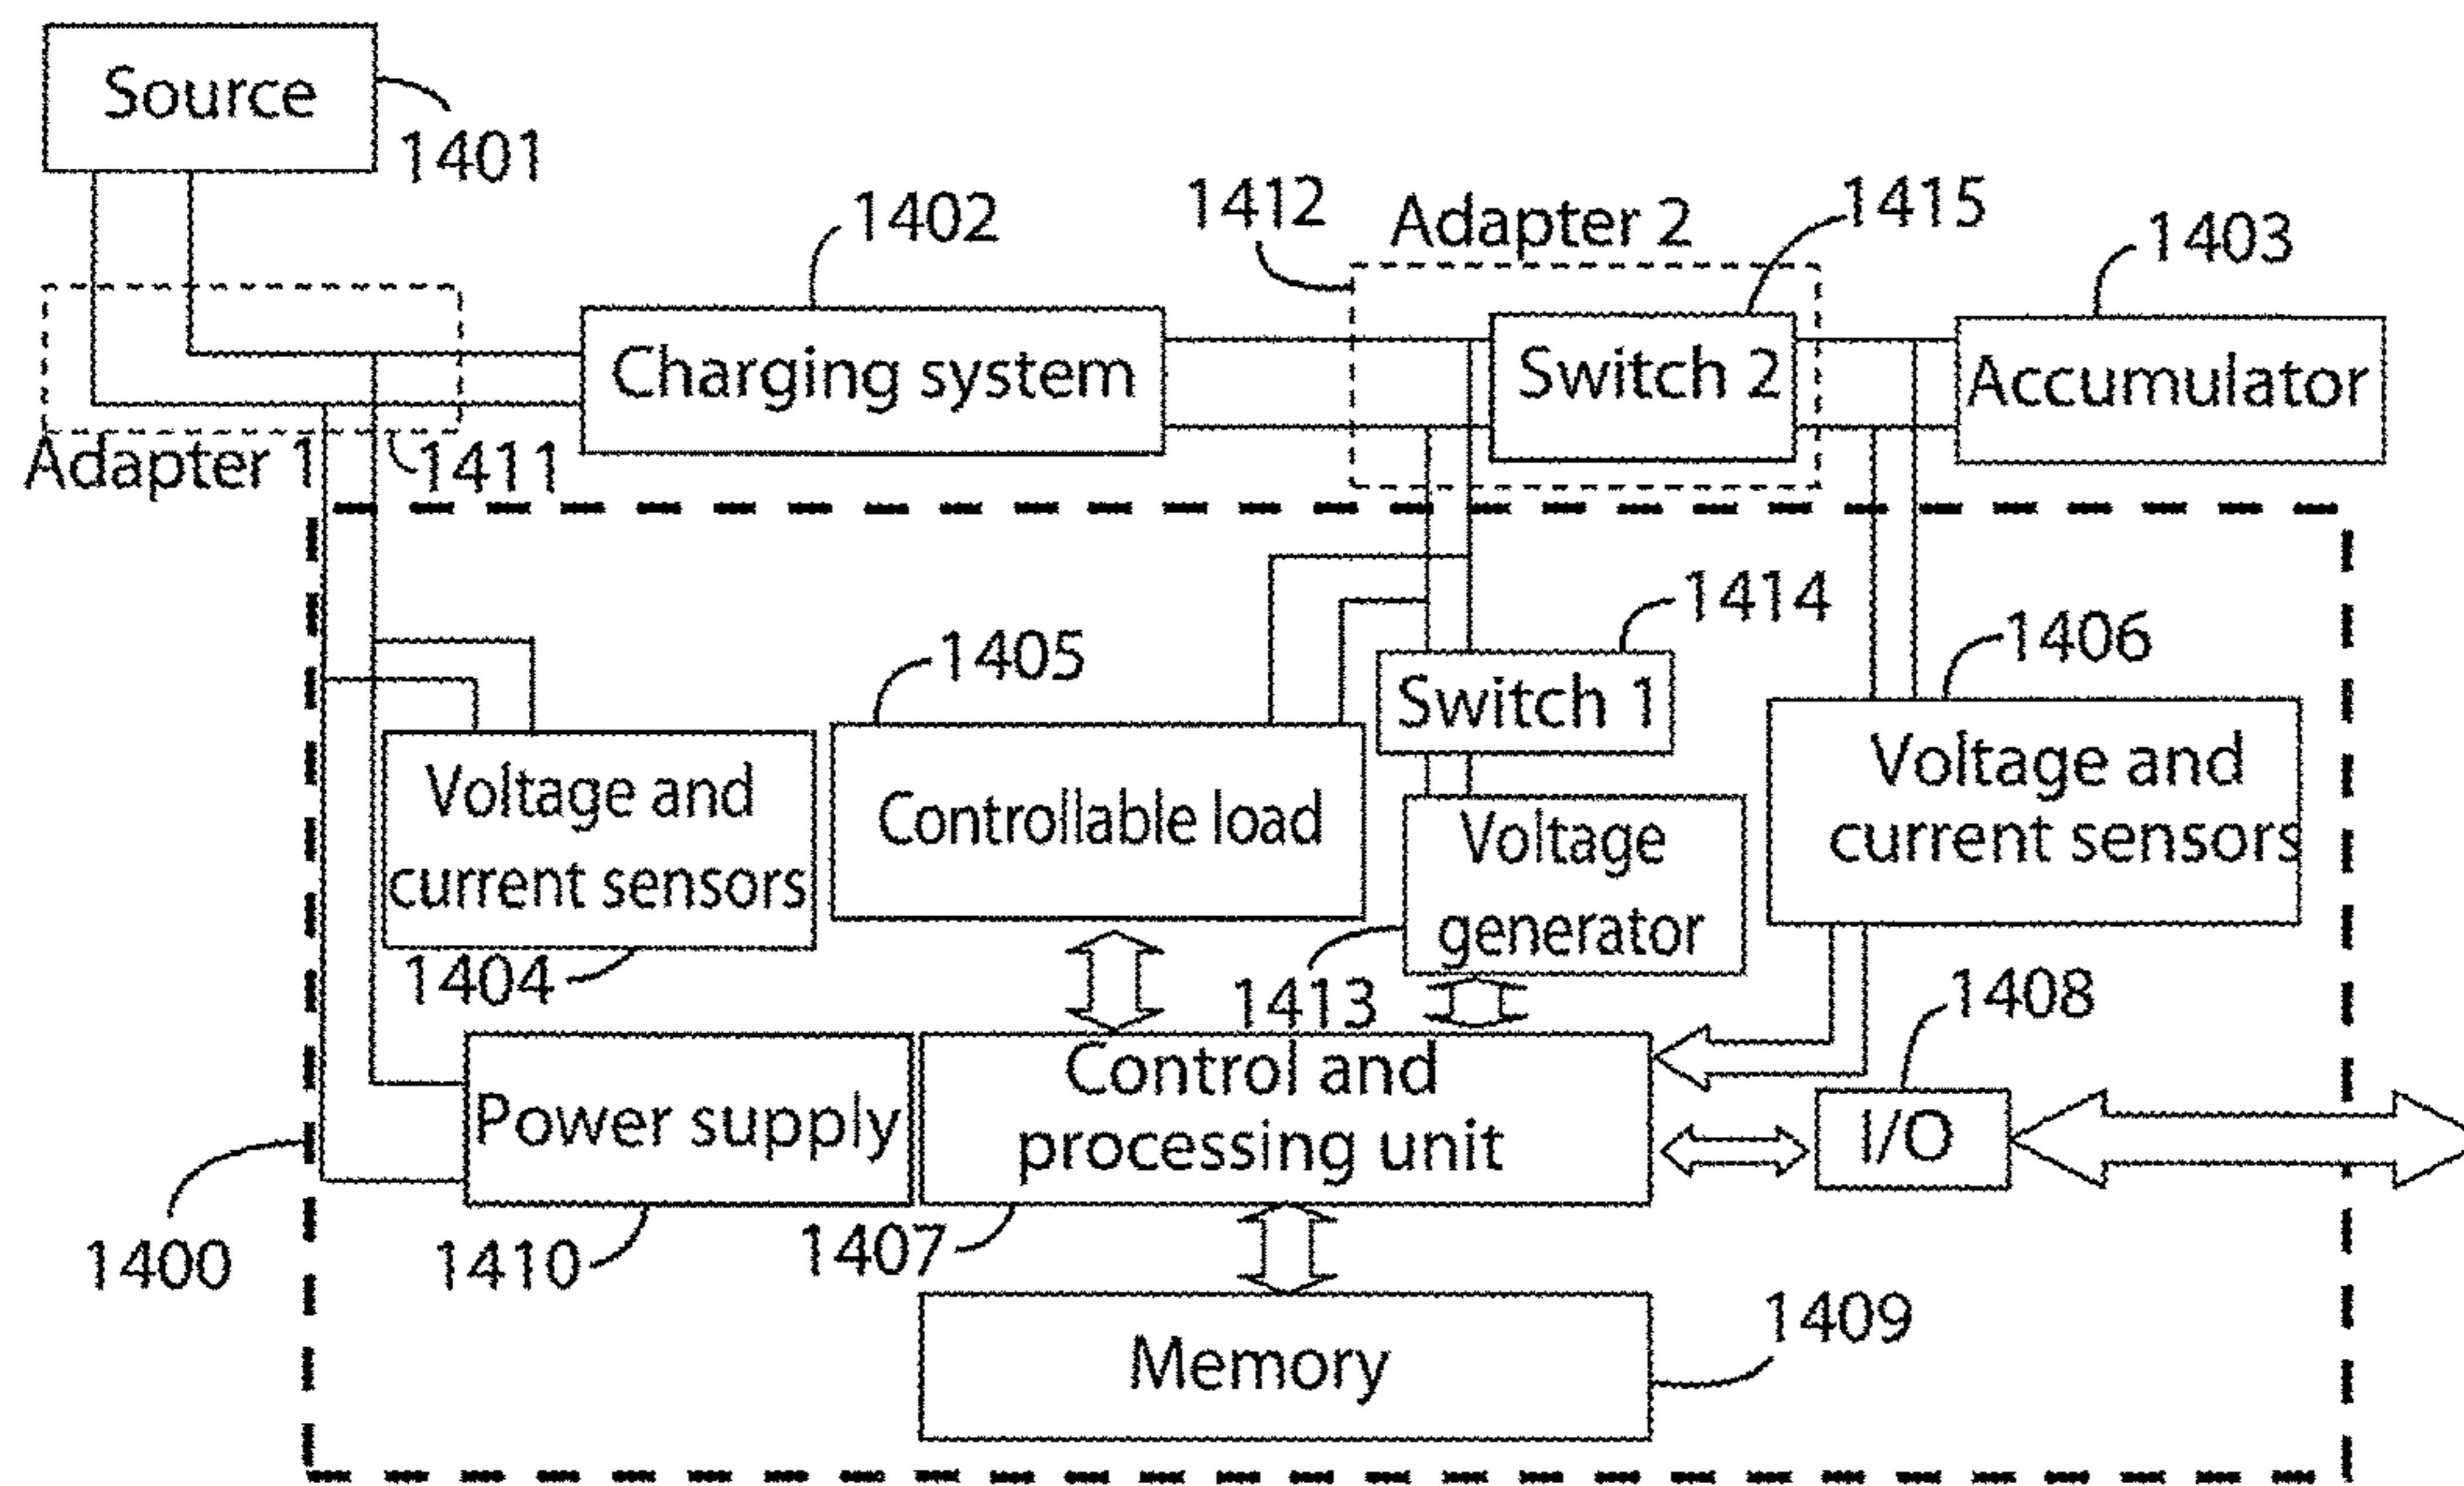 Source
1401
1402
1412
Adapter 2
1415
1403
Charging system
Switch 2
Accumulator
Adapter 1
1411
1414
1405
1406
Switch 1
Voltage and
current sensors
Controllable load
Voltage
generator
Voltage and
current sensors
1404
1413
1408
Power supply
Control and
processing unit
I/O
1400
1410
1407
1409
Memory